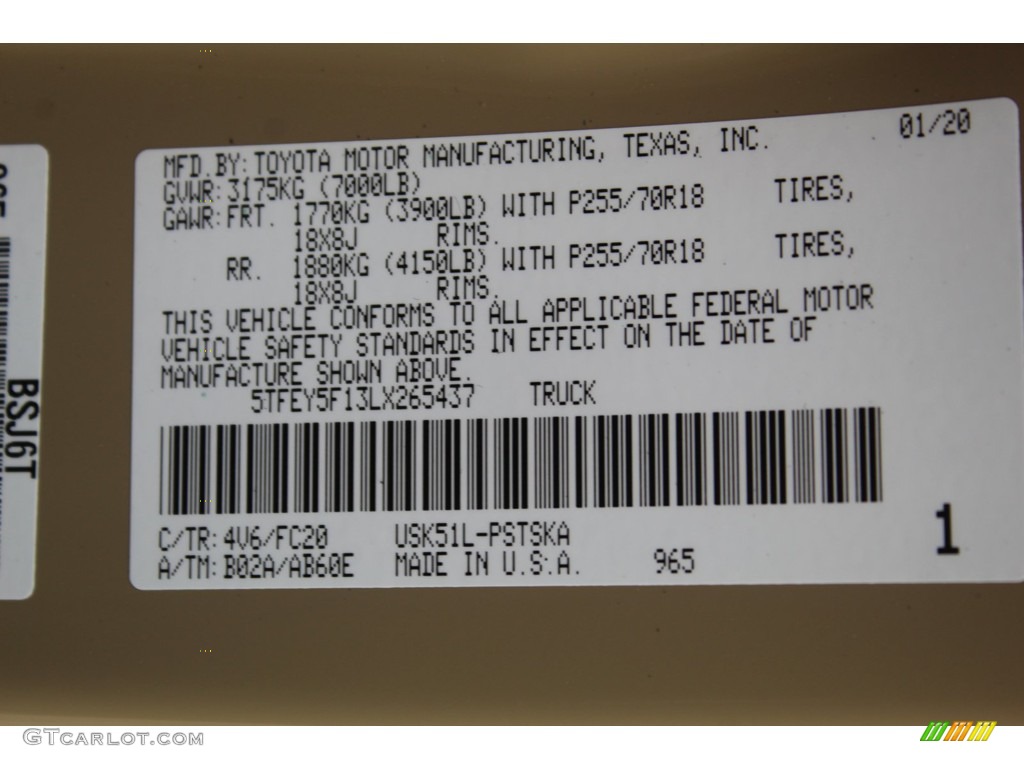 MFD.BY:TOYOTA MOTOR MANUFACTURING, TEXAS, INC. 01/20
GVWR:3175KG (7000LB)
GAWR:FRT. 1770KG (3900LB) WITH P255/70R18 TIRES,
18X8J RIMS.
RR. 1880KG (4150LB) WITH P255/70R18 TIRES,
18X8J RIMS.
THIS VEHICLE CONFORMS TO ALL APPLICABLE FEDERAL MOTOR
VEHICLE SAFETY STANDARDS IN EFFECT ON THE DATE OF
MANUFACTURE SHOWN ABOVE.
5TFEY5F13LX265437 TRUCK
C/TR:4V6/FC20 USK51L-PSTSKA
A/TM:B02A/AB60E MADE IN U.S.A. 965
1
BSJ6T
GTCARLOT.COM